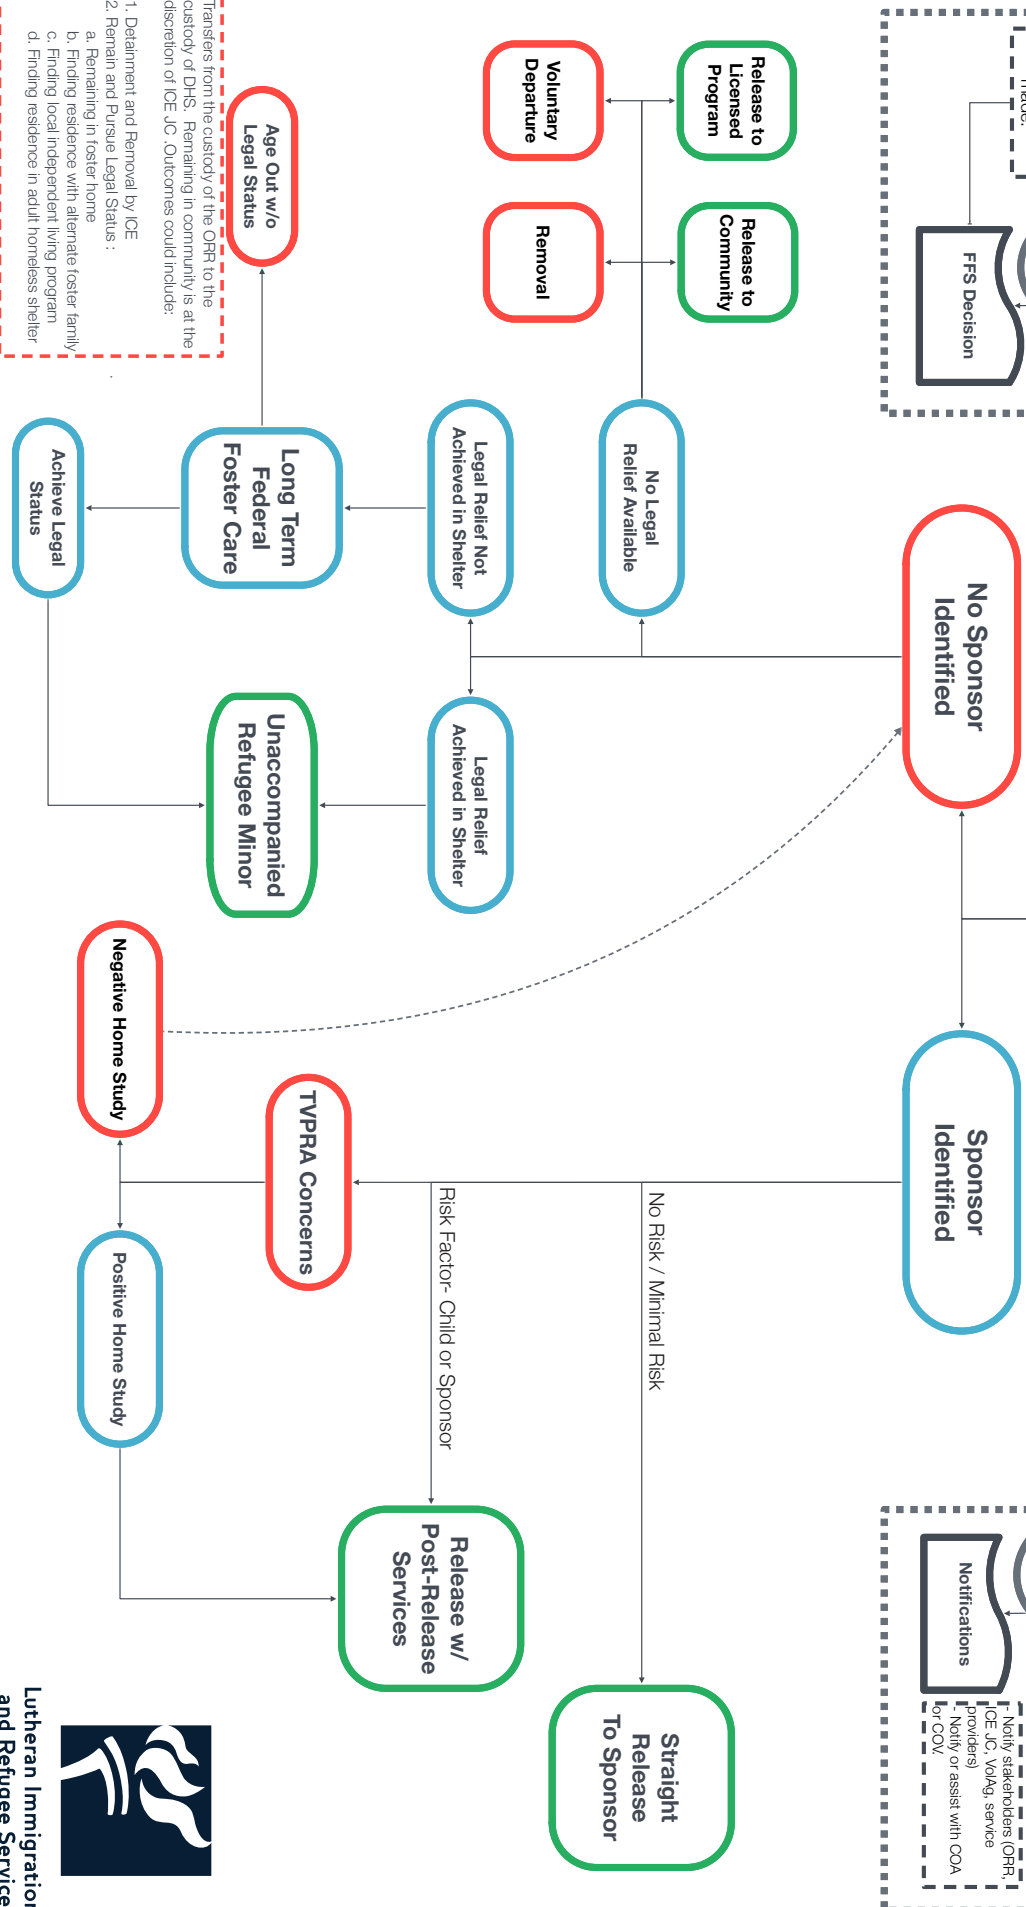 FFS Decision
Notifications
- Notify stakeholders (ORR,
ICE JC, VolAg, service
providers)
- Notify or assist with COA
or COV.
No Sponsor
Identified
Sponsor
Identified
Release to
Licensed
Program
Release to
Community
Voluntary
Departure
Removal
No Legal
Relief Available
No Risk / Minimal Risk
Straight
Release
To Sponsor
Legal Relief Not
Achieved in Shelter
Legal Relief
Achieved in Shelter
Risk Factor- Child or Sponsor
Release w/
Post-Release
Services
Long Term
Federal
Foster Care
Age Out w/o
Legal Status
Unaccompanied
Refugee Minor
TVPRA Concerns
Achieve Legal
Status
Negative Home Study
Positive Home Study
Transfers from the custody of the ORR to the
custody of DHS. Remaining in community is at the
discretion of ICE JC .Outcomes could include:
1. Detainment and Removal by ICE
2. Remain and Pursue Legal Status :
a. Remaining in foster home
b. Finding residence with alternate foster family
c. Finding local independent living program
d. Finding residence in adult homeless shelter
.
Lutheran Immigration
and Refugee Service